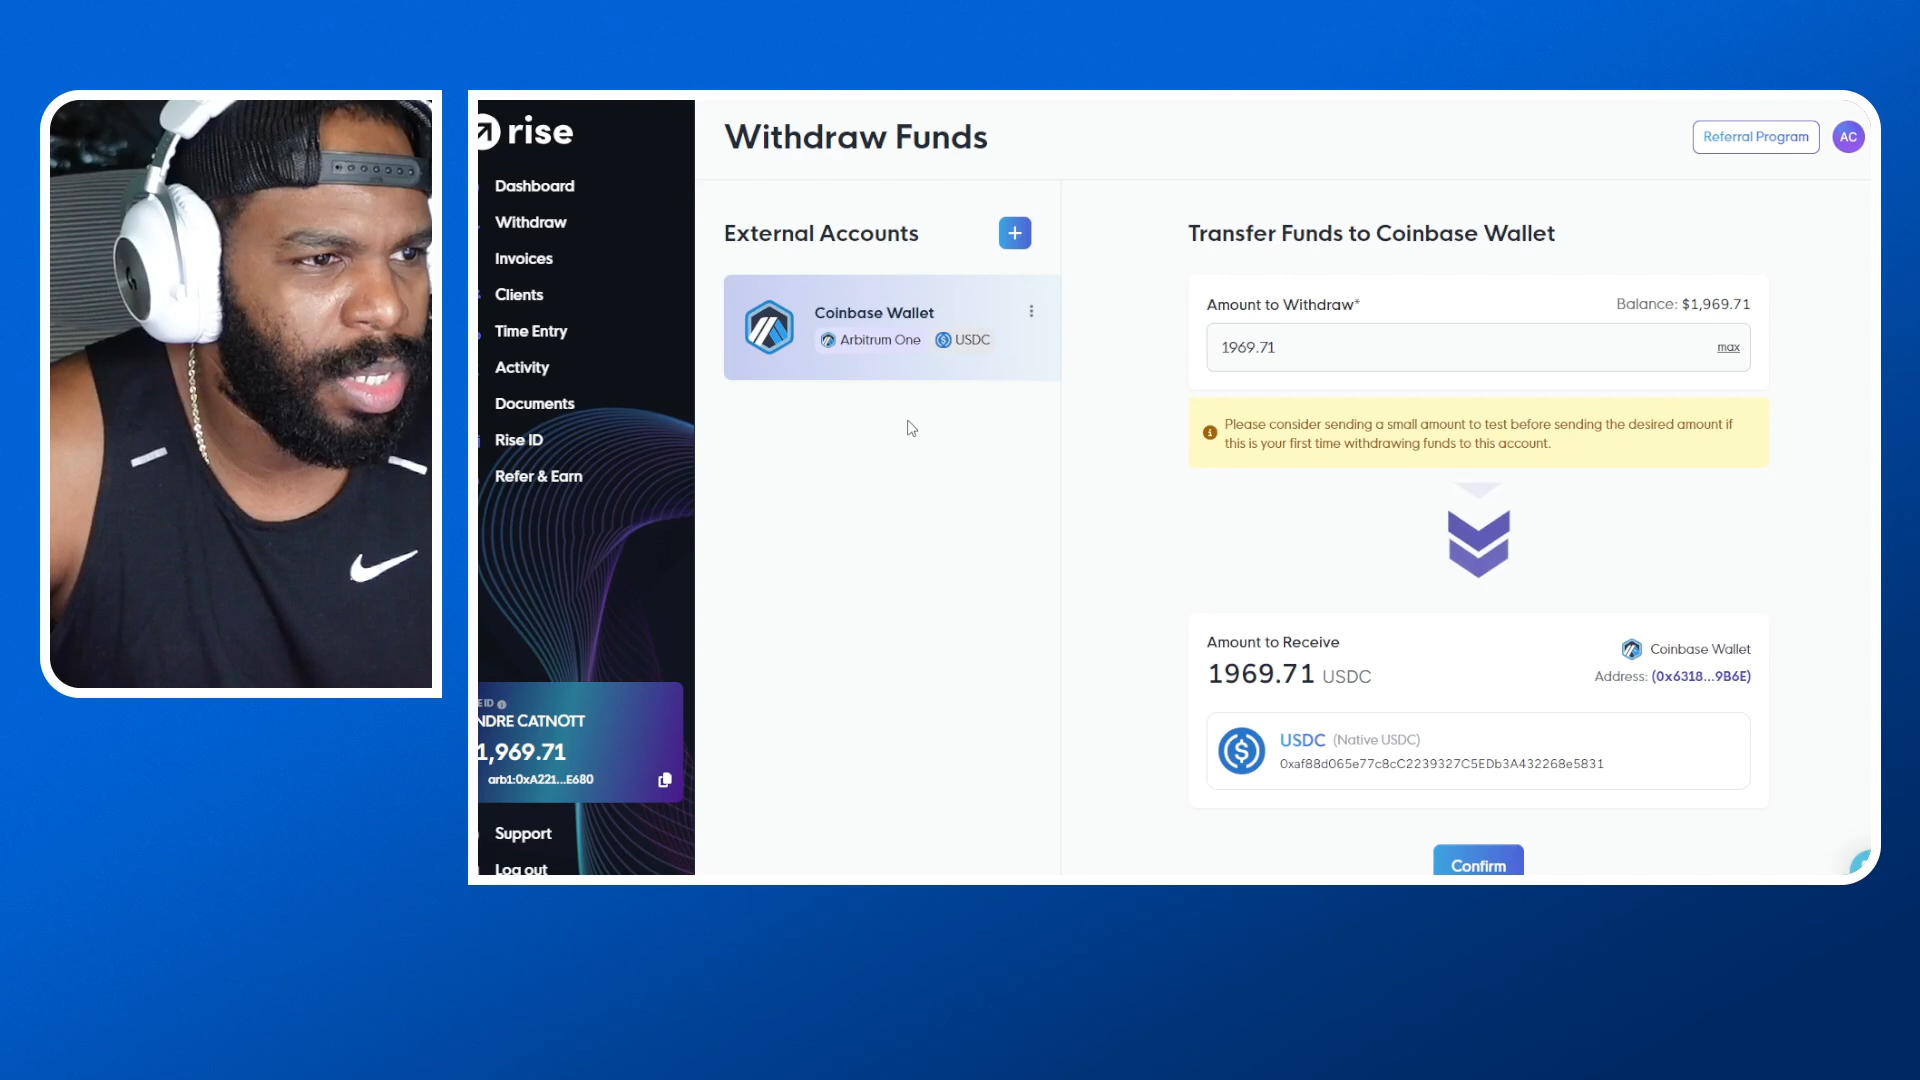 rise
Dashboard
Withdraw
Invoices
Clients
Time Entry
Activity
Documents
Rise ID
Refer & Earn
E ID
NDRE CATNOTT
1,969.71
arb1:0xA221...E680
Support
Log out
Withdraw Funds
Referral Program
AC
External Accounts
+
Coinbase Wallet
Arbitrum One USDC
Transfer Funds to Coinbase Wallet
Amount to Withdraw* Balance: $1,969.71
1969.71 max
Please consider sending a small amount to test before sending the desired amount if
this is your first time withdrawing funds to this account.
Amount to Receive Coinbase Wallet
1969.71 USDC Address: (0x6318...9B6E)
USDC (Native USDC)
0xaf88d065e77c8cC2239327C5EDb3A432268e5831
Confirm